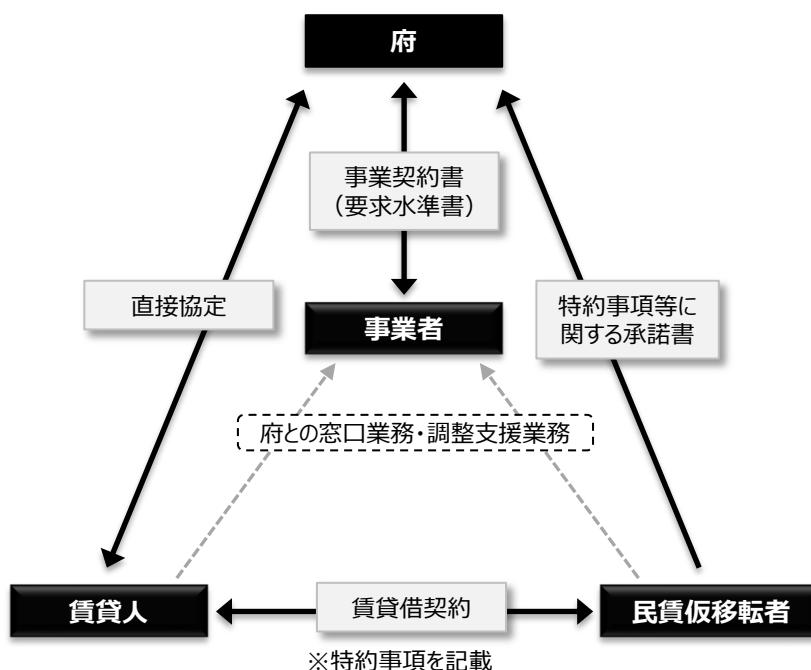 府
事業契約書
（要求水準書）
直接協定
事業者
特約事項等に
関する承諾書
府との窓口業務・調整支援業務
賃貸人
賃貸借契約
民賃仮移転者
※特約事項を記載